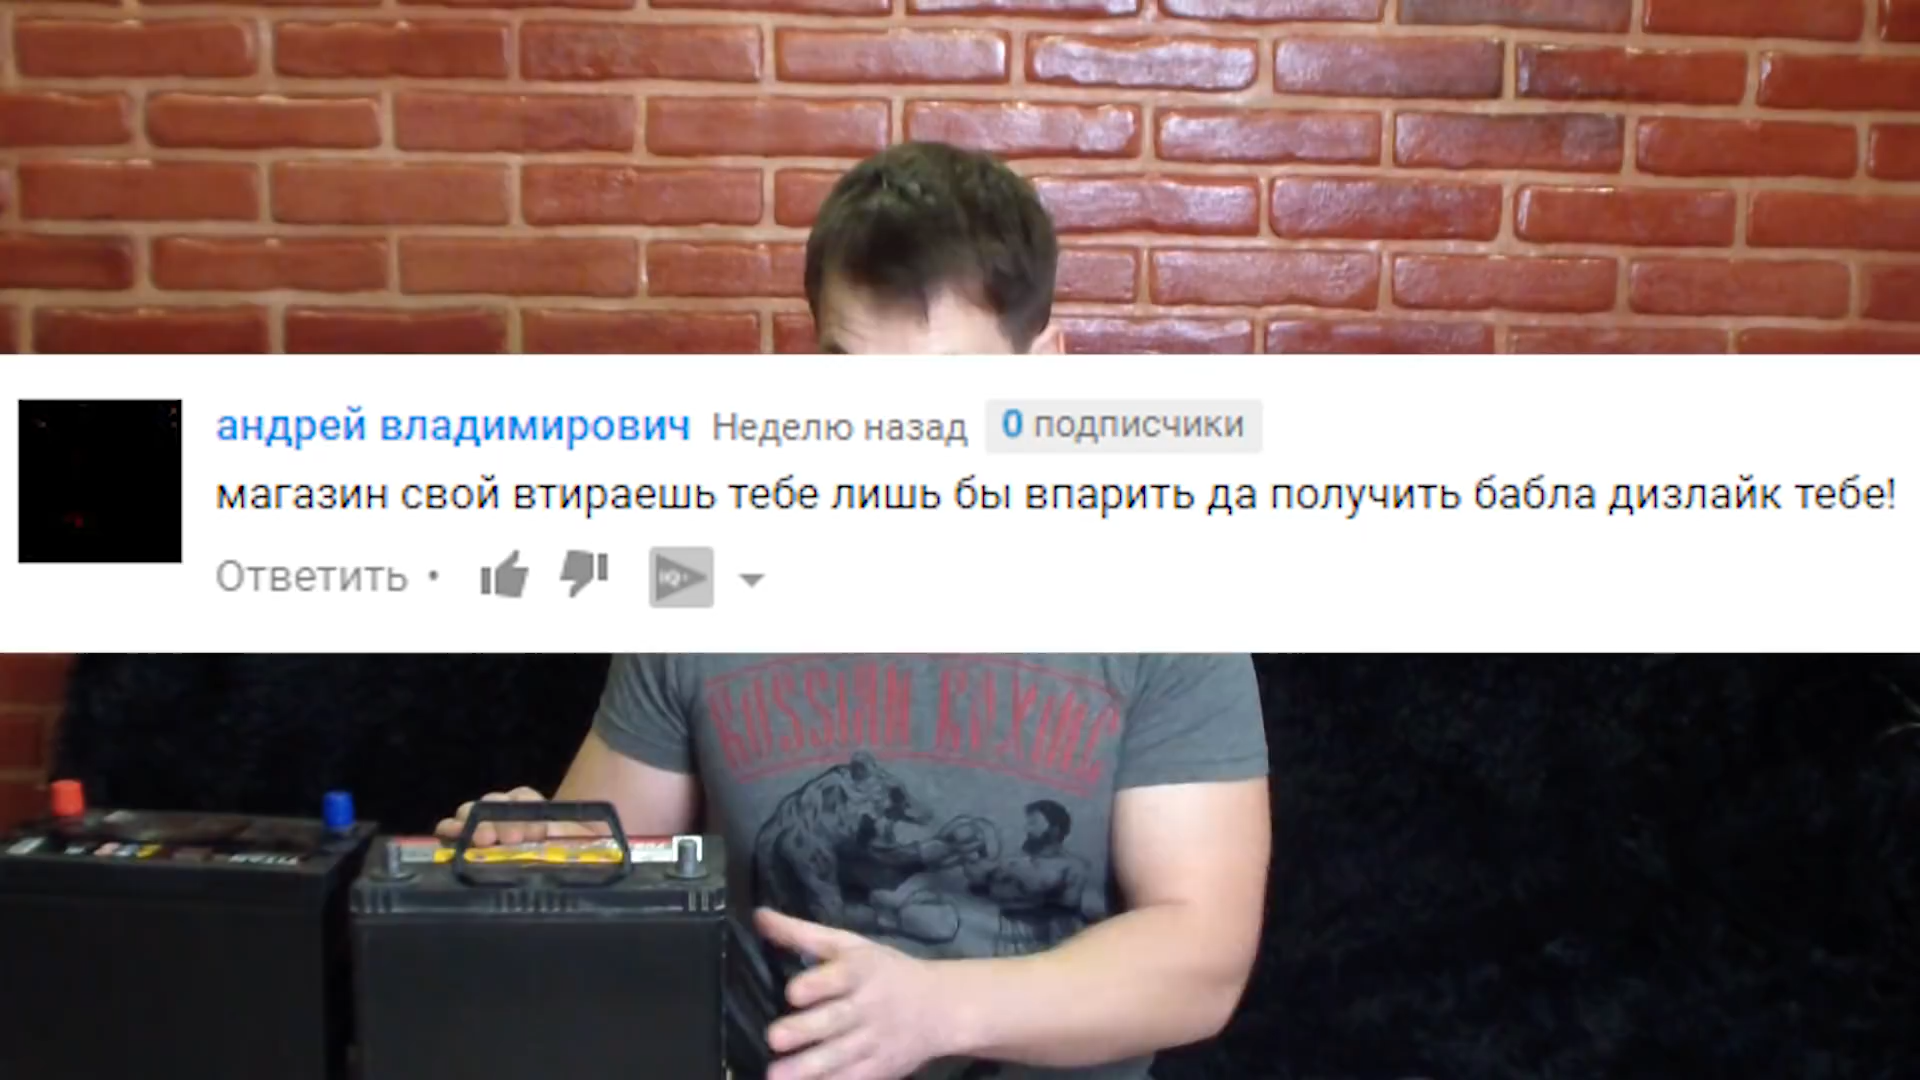 андрей владимирович Неделю назад 0 подписчики
магазин свой втираешь тебе лишь бы впарить да получить бабла дизлайк тебе!
Ответить •
RUSSIAN BOXING
TITAN